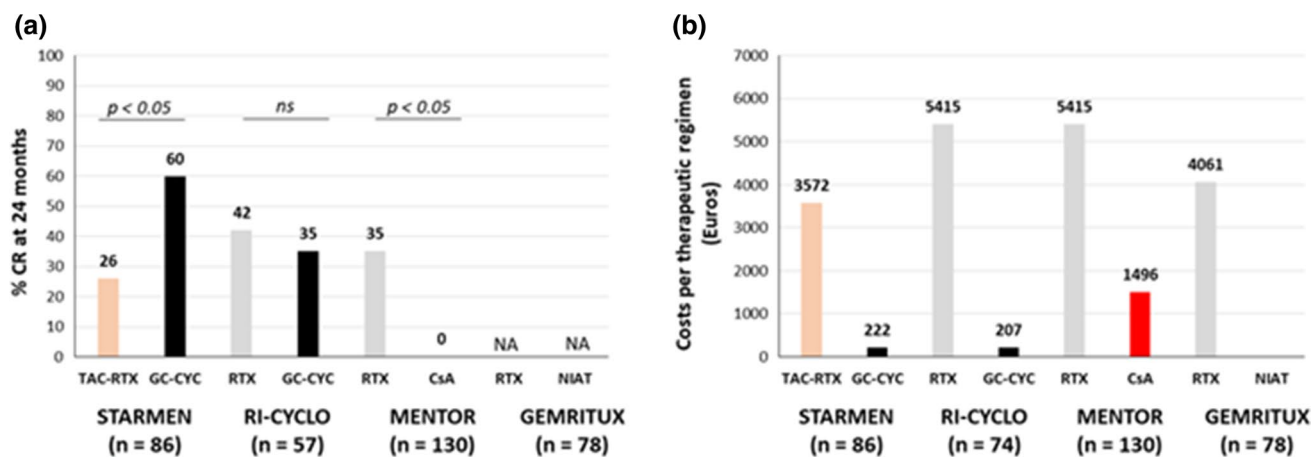 (a)
% CR at 24 months
100
90
80
70
60
50
40
30
20
10
0
p < 0.05
ns
p < 0.05
26
60
42
35
35
0
NA
NA
TAC-RTX GC-CYC RTX GC-CYC RTX CsA RTX NIAT
STARMEN RI-CYCLO MENTOR GEMRITUX
(n = 86) (n = 57) (n = 130) (n = 78)
(b)
Costs per therapeutic regimen
(Euros)
7000
6000
5000
4000
3000
2000
1000
0
3572
222
5415
207
5415
1496
4061
TAC-RTX GC-CYC RTX GC-CYC RTX CsA RTX NIAT
STARMEN RI-CYCLO MENTOR GEMRITUX
(n = 86) (n = 74) (n = 130) (n = 78)